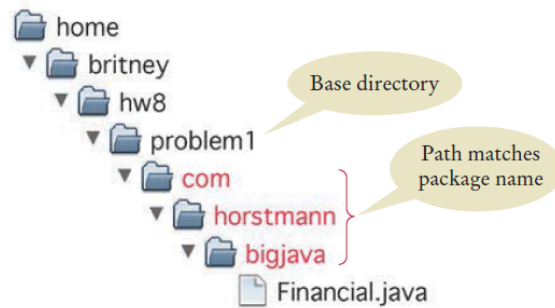 home
britney
hw8
Base directory
problem1
Path matches
package name
com
horstmann
bigjava
Financial.java